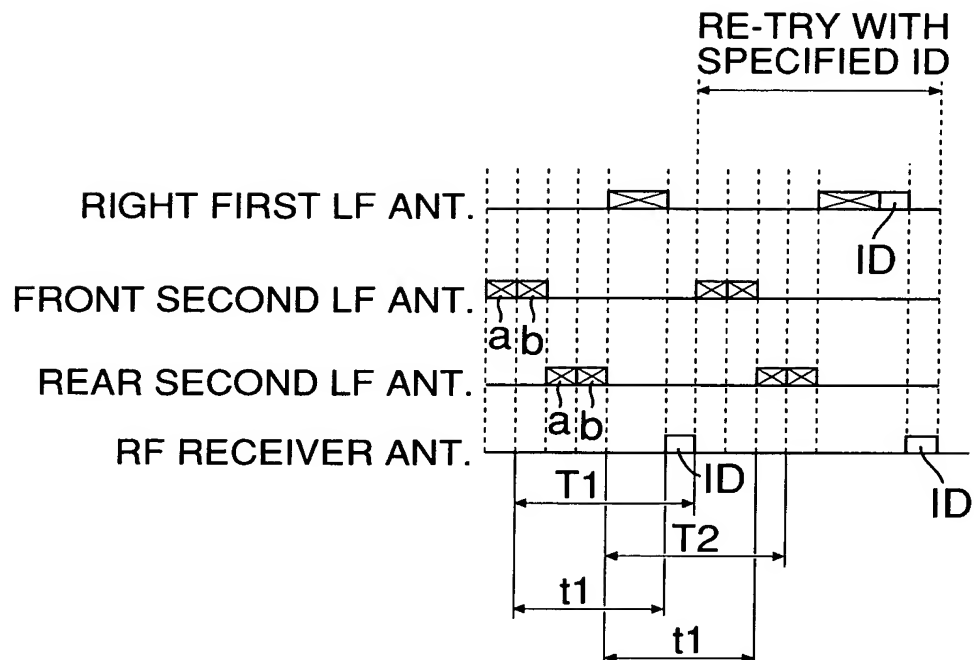 RE-TRY WITH
SPECIFIED ID
RIGHT FIRST LF ANT.
ID
FRONT SECOND LF ANT.
a b
REAR SECOND LF ANT.
a b
RF RECEIVER ANT.
ID
ID
T1
T2
t1
t1